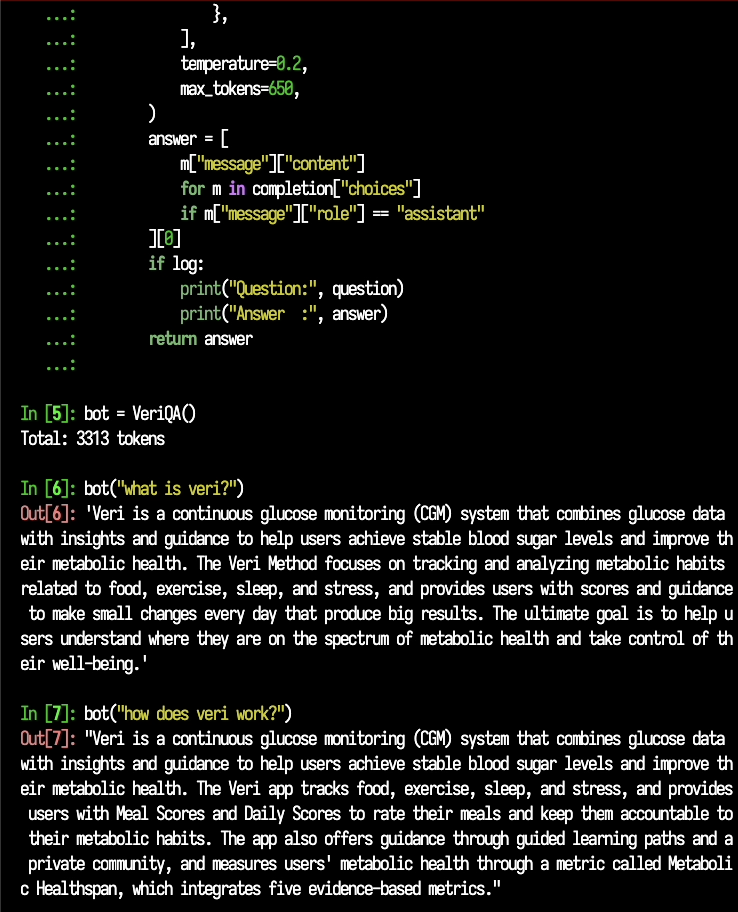 ...:                 },
...:             ],
...:             temperature=0.2,
...:             max_tokens=650,
...:         )
...:         answer = [
...:             m["message"]["content"]
...:             for m in completion["choices"]
...:             if m["message"]["role"] == "assistant"
...:         ][0]
...:         if log:
...:             print("Question:", question)
...:             print("Answer  :", answer)
...:         return answer
...:
In [5]: bot = VeriQA()
Total: 3313 tokens
In [6]: bot("what is veri?")
Out[6]: 'Veri is a continuous glucose monitoring (CGM) system that combines glucose data
with insights and guidance to help users achieve stable blood sugar levels and improve th
eir metabolic health. The Veri Method focuses on tracking and analyzing metabolic habits
related to food, exercise, sleep, and stress, and provides users with scores and guidance
 to make small changes every day that produce big results. The ultimate goal is to help u
sers understand where they are on the spectrum of metabolic health and take control of th
eir well-being.'
In [7]: bot("how does veri work?")
Out[7]: "Veri is a continuous glucose monitoring (CGM) system that combines glucose data
with insights and guidance to help users achieve stable blood sugar levels and improve th
eir metabolic health. The Veri app tracks food, exercise, sleep, and stress, and provides
 users with Meal Scores and Daily Scores to rate their meals and keep them accountable to
 their metabolic habits. The app also offers guidance through guided learning paths and a
 private community, and measures users' metabolic health through a metric called Metaboli
c Healthspan, which integrates five evidence-based metrics."